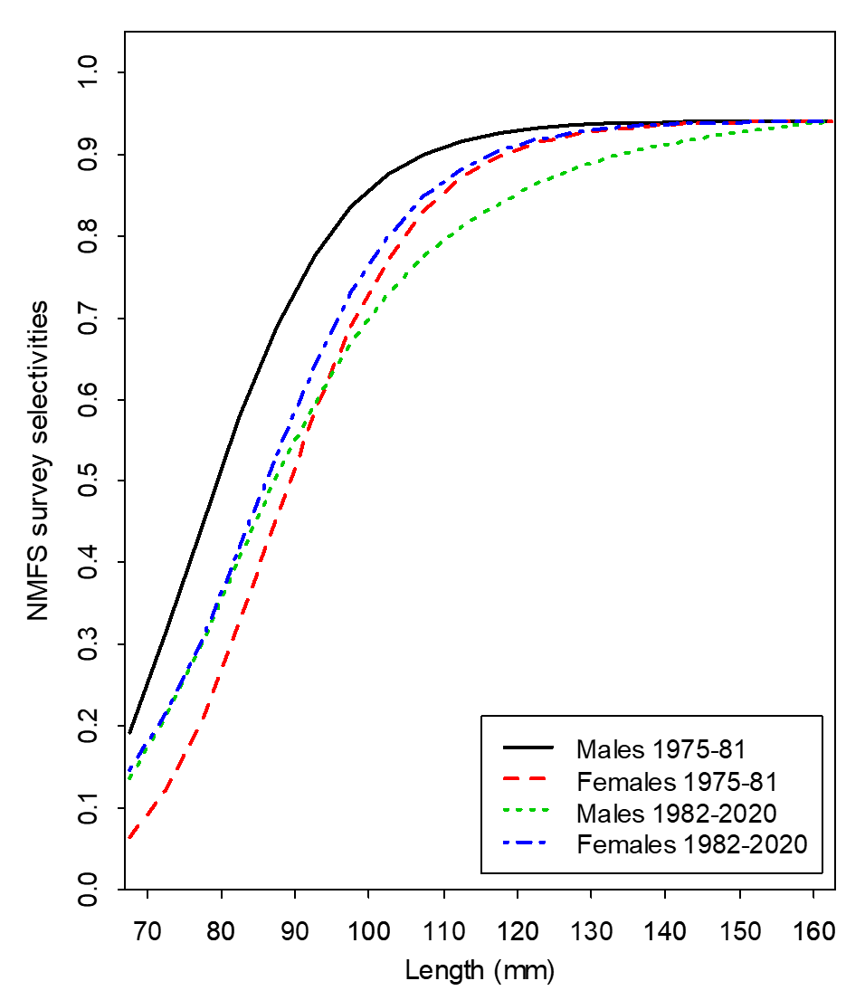 NMFS survey selectivities
1.0
0.9
0.8
0.7
0.6
0.5
0.4
0.3
0.2
0.1
0.0
Males 1975-81
Females 1975-81
Males 1982-2020
Females 1982-2020
70 80 90 100 110 120 130 140 150 160
Length (mm)